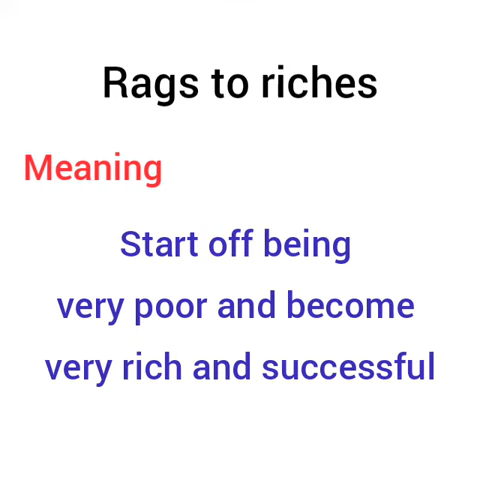 Rags to riches
Meaning
Start off being
very poor and become
very rich and successful